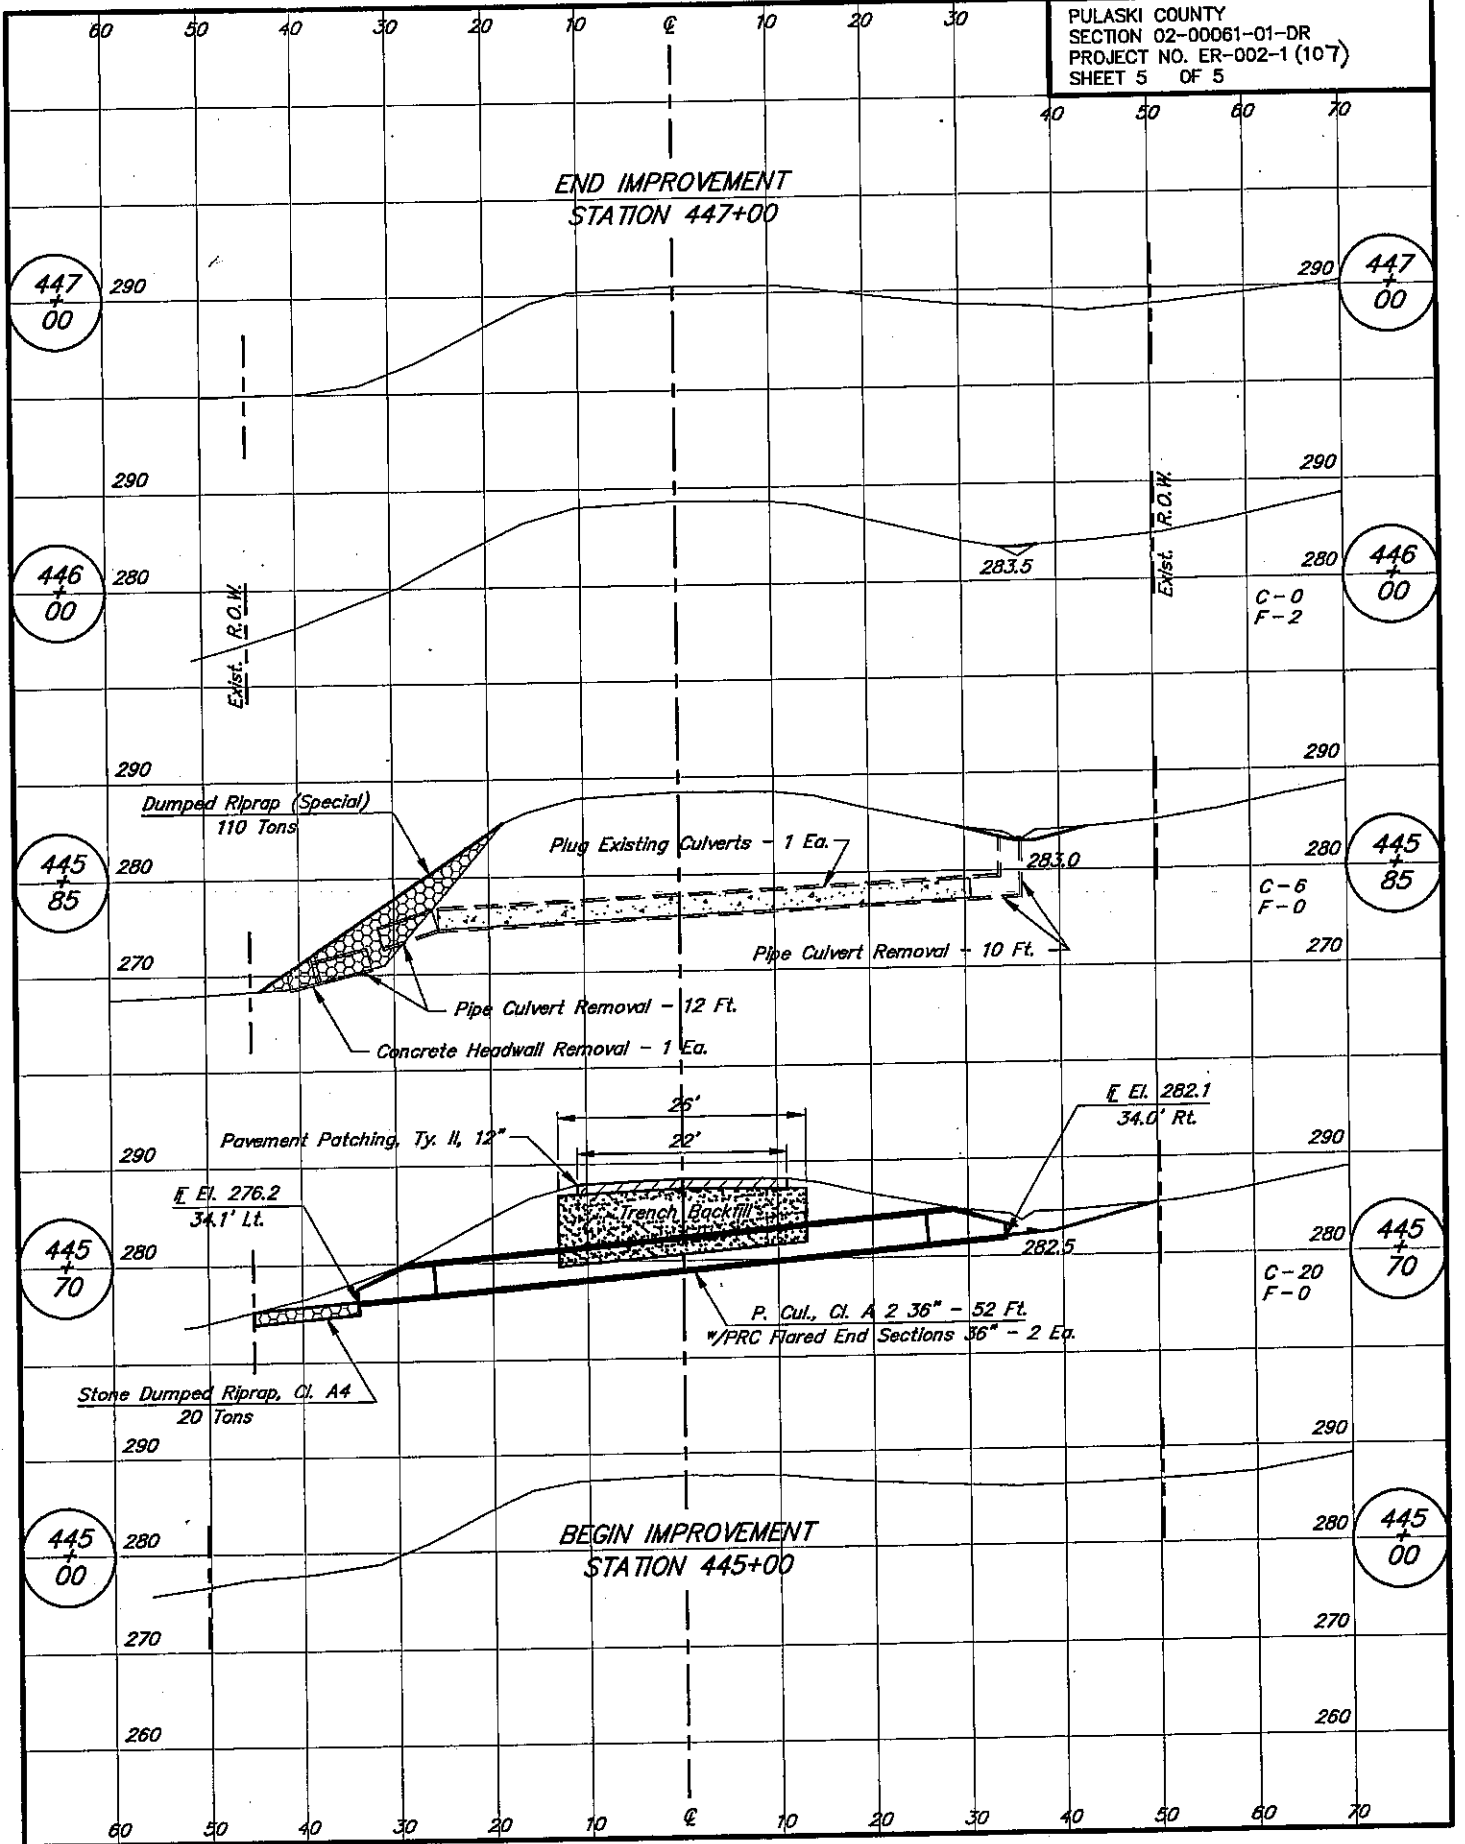 PULASKI COUNTY
SECTION 02-00061-01-DR
PROJECT NO. ER-002-1 (107)
SHEET 5 OF 5
60 50 40 30 20 10 ℄ 10 20 30
40 50 60 70
END IMPROVEMENT
STATION 447+00
447
+
00
290
290
447
+
00
290
290
446
+
00
280
Exist. R.O.W.
283.5
Exist. R.O.W.
280
446
+
00
C-0
F-2
290
290
Dumped Riprap (Special)
110 Tons
Plug Existing Culverts - 1 Ea.
445
+
85
280
283.0
280
445
+
85
C-6
F-0
270
Pipe Culvert Removal - 10 Ft.
270
Pipe Culvert Removal - 12 Ft.
Concrete Headwall Removal - 1 Ea.
26'
22'
Pavement Patching, Ty. II, 12"
℄ El. 282.1
34.0' Rt.
290
290
℄ El. 276.2
34.1' Lt.
Trench Backfill
445
+
70
280
282.5
280
445
+
70
C-20
F-0
P. Cul., Cl. A 2 36" - 52 Ft.
w/PRC Flared End Sections 36" - 2 Ea.
Stone Dumped Riprap, Cl. A4
20 Tons
290
290
445
+
00
280
BEGIN IMPROVEMENT
STATION 445+00
280
445
+
00
270
270
260
260
60 50 40 30 20 10 ℄ 10 20 30 40 50 60 70